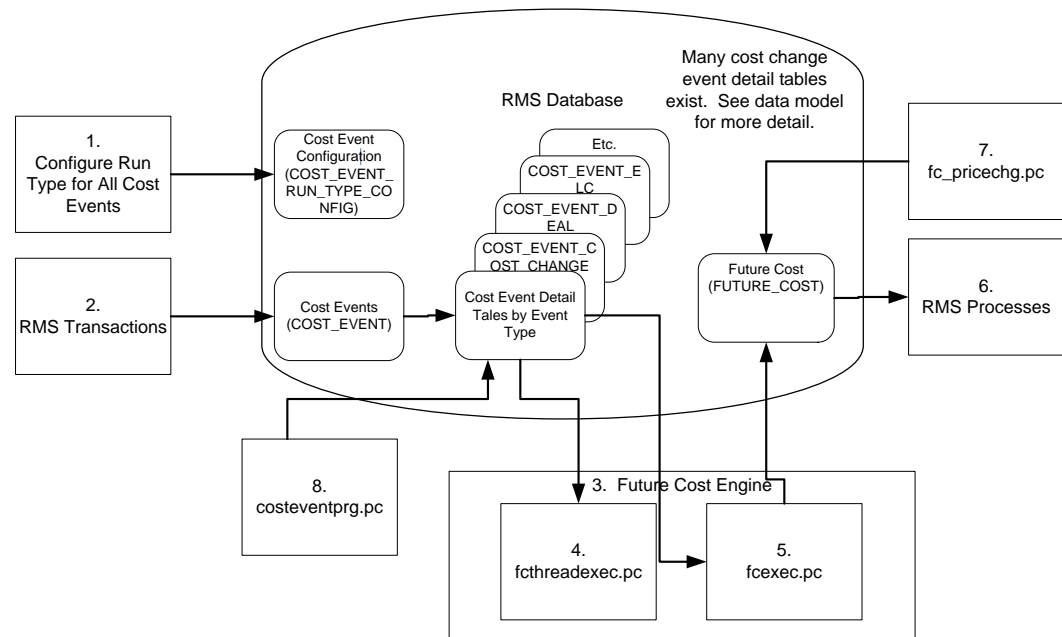 Many cost change
event detail tables
exist. See data model
for more detail.
RMS Database
1.
Configure Run
Type for All Cost
Events
Cost Event
Configuration
(COST_EVENT_
RUN_TYPE_CO
NFIG)
Etc.
COST_EVENT_E
LC
COST_EVENT_D
EAL
COST_EVENT_C
OST_CHANGE
Cost Event Detail
Tales by Event
Type
7.
fc_pricechg.pc
2.
RMS Transactions
Cost Events
(COST_EVENT)
Future Cost
(FUTURE_COST)
6.
RMS Processes
8.
costeventprg.pc
3. Future Cost Engine
4.
fcthreadexec.pc
5.
fcexec.pc